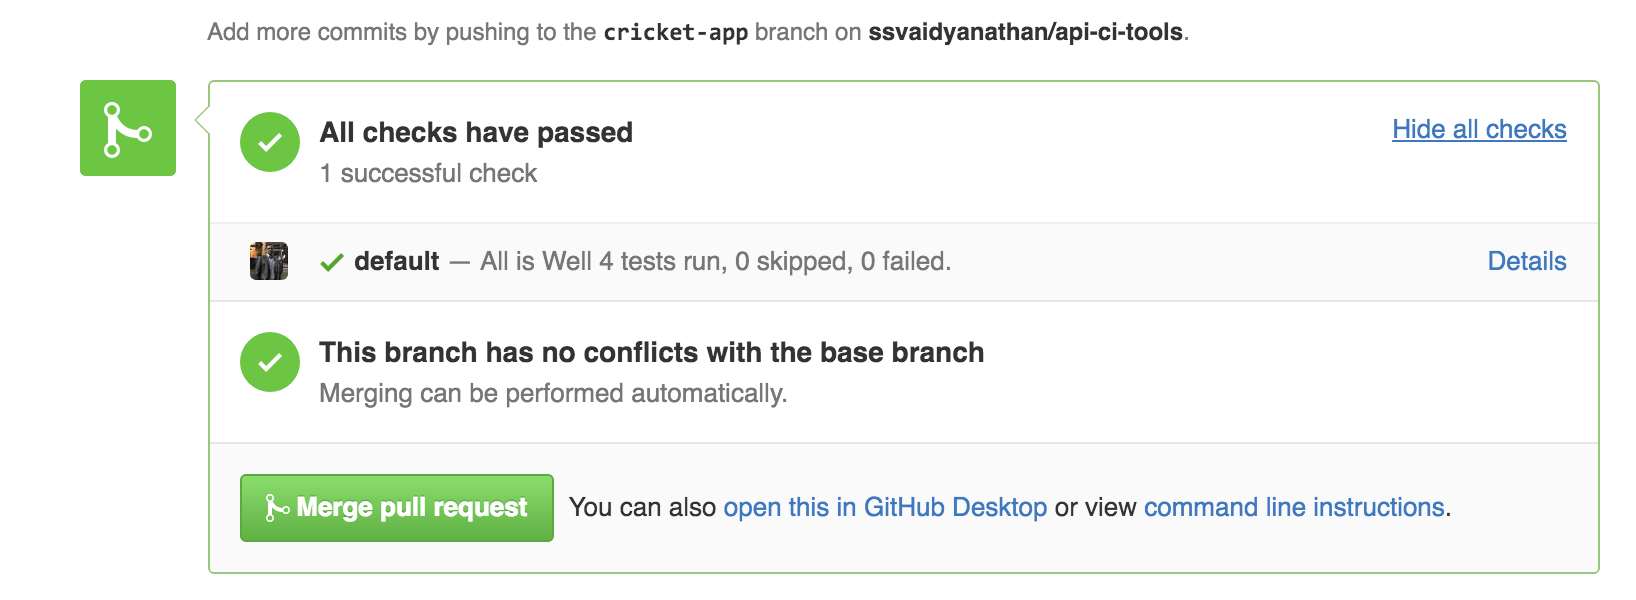 Add more commits by pushing to the cricket-app branch on ssvaidyanathan/api-ci-tools.
All checks have passed
Hide all checks
1 successful check
default — All is Well 4 tests run, 0 skipped, 0 failed.
Details
This branch has no conflicts with the base branch
Merging can be performed automatically.
Merge pull request You can also open this in GitHub Desktop or view command line instructions.